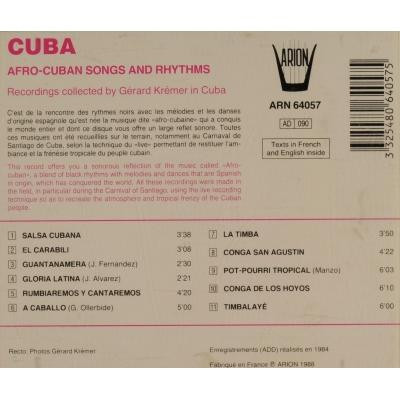 CUBA
AFRO-CUBAN SONGS AND RHYTHMS
Recordings collected by Gérard Krémer in Cuba
ARION
ARN 64057
AD 090
Texts in French
and English inside
3 325480 640575
C'est de la rencontre des rythmes noirs avec les mélodies et les danses
d'origine espagnole qu'est née la musique dite «afro-cubaine» qui a conquis
le monde entier et dont ce disque vous offre un large reflet sonore. Toutes
ces musiques ont été recueillies sur le terrain, notamment au Carnaval de
Santiago de Cuba, selon la technique du «live» permettant de restituer l'am-
biance et la frénésie tropicale du peuple cubain.
This record offers you a sonorous reflection of the music called «Afro-
cuban», a blend of black rhythms with melodies and dances that are Spanish
in origin, which has conquered the world. All these recordings were made
in the field, in particular during the Carnival of Santiago, using the live recording
technique so as to recreate the atmosphere and tropical frenzy of the Cuban
people.
1 SALSA CUBANA 3'38
2 EL CARABILI 3'08
3 GUANTANAMERA (J. Fernandez) 2'30
4 GLORIA LATINA (J. Alvarez) 2'21
5 RUMBIAREMOS Y CANTAREMOS 4'20
6 A CABALLO (G. Ollerbide) 5'00
7 LA TIMBA 3'50
8 CONGA SAN AGUSTIN 4'22
9 POT-POURRI TROPICAL (Manzo) 6'03
10 CONGA DE LOS HOYOS 6'10
11 TIMBALAYÉ 6'00
Recto: Photos Gérard Krémer
Enregistrements (ADD) réalisés en 1984
Fabriqué en France Ⓟ ARION 1988